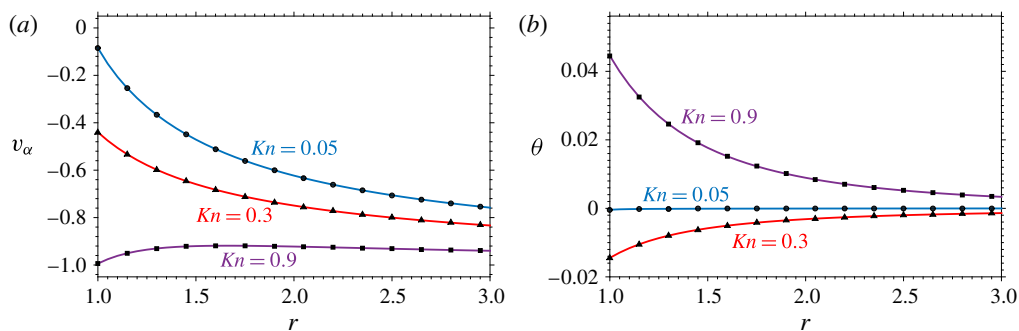 (a)
0
−0.2
−0.4
−0.6
−0.8
−1.0
vα
Kn = 0.05
Kn = 0.3
Kn = 0.9
1.0 1.5 2.0 2.5 3.0
r
(b)
0.04
0.02
0
−0.02
θ
Kn = 0.9
Kn = 0.05
Kn = 0.3
1.0 1.5 2.0 2.5 3.0
r